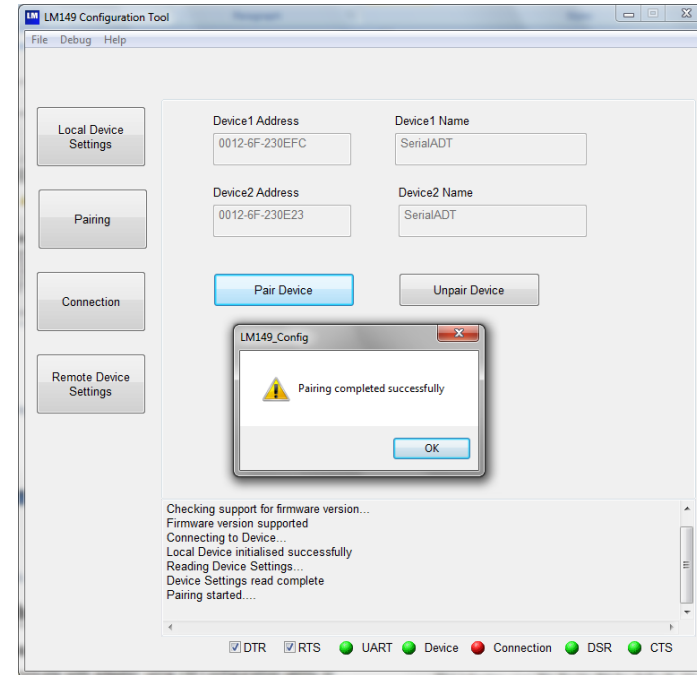 LM LM149 Configuration Tool
File Debug Help
Local Device
Settings
Pairing
Connection
Remote Device
Settings
Device1 Address
Device1 Name
0012-6F-230EFC
SerialADT
Device2 Address
Device2 Name
0012-6F-230E23
SerialADT
Pair Device
Unpair Device
LM149_Config
Pairing completed successfully
OK
Checking support for firmware version...
Firmware version supported
Connecting to Device...
Local Device initialised successfully
Reading Device Settings...
Device Settings read complete
Pairing started....
DTR RTS UART Device Connection DSR CTS